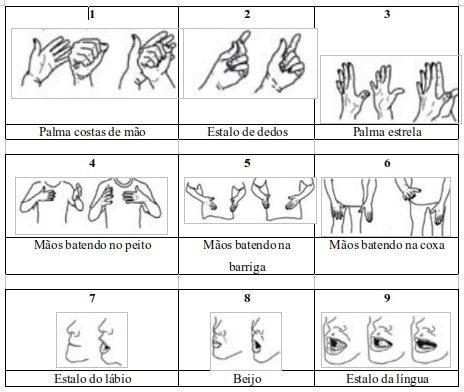 1 2 3
Palma costas de mão Estalo de dedos Palma estrela
4 5 6
Mãos batendo no peito Mãos batendo na Mãos batendo na coxa
barriga
7 8 9
Estalo do lábio Beijo Estalo da língua